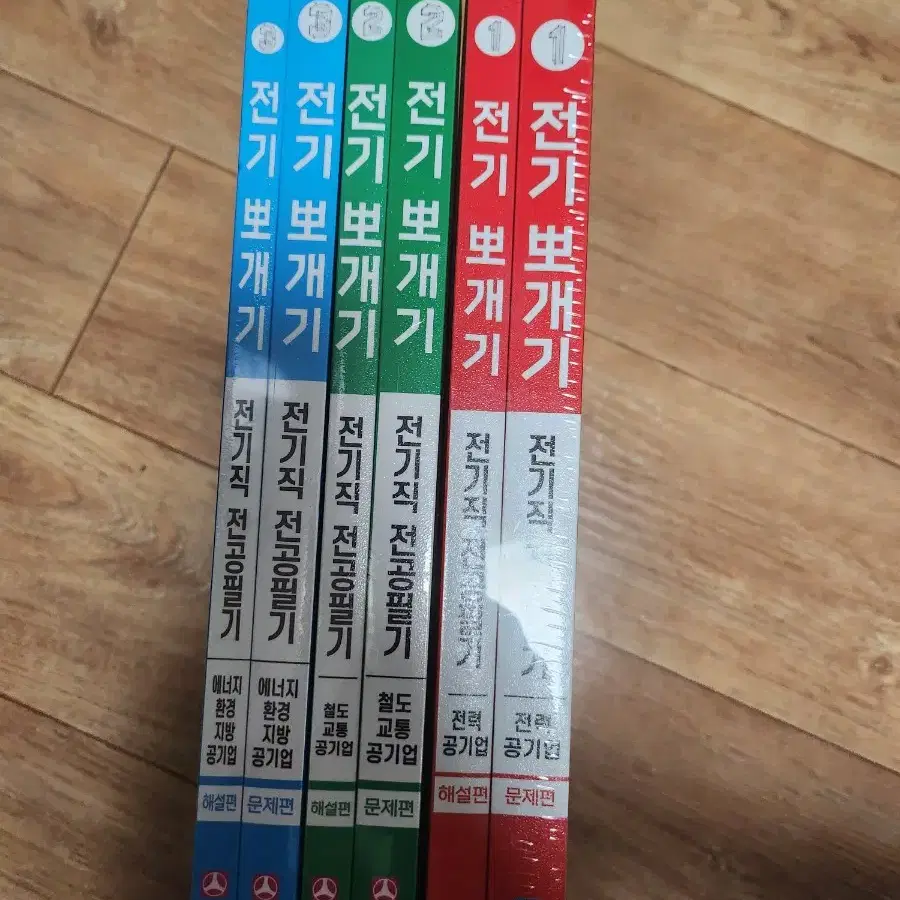 3
전기 뽀개기
전기직 전공필기
에너지
환경
지방
공기업
해설편
3
전기 뽀개기
전기직 전공필기
에너지
환경
지방
공기업
문제편
2
전기 뽀개기
전기직 전공필기
철도
교통
공기업
해설편
2
전기 뽀개기
전기직 전공필기
철도
교통
공기업
문제편
1
전기 뽀개기
전기직 전공필기
전력
공기업
해설편
1
전기 뽀개기
전기직 기
전력
공기업
문제편